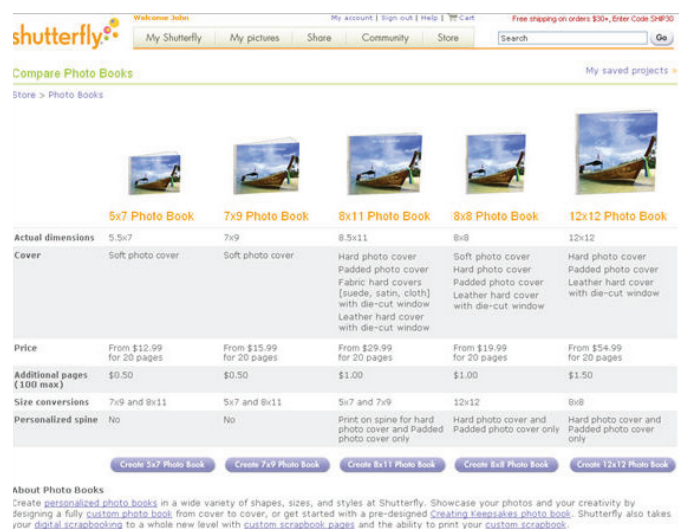 Welcome John
My account | Sign out | Help | Cart
Free shipping on orders $30+, Enter Code SHIP30
shutterfly.
My Shutterfly My pictures Share Community Store
Search Go
Compare Photo Books
My saved projects »
Store > Photo Books
5x7 Photo Book 7x9 Photo Book 8x11 Photo Book 8x8 Photo Book 12x12 Photo Book
Actual dimensions 5.5x7 7x9 8.5x11 8x8 12x12
Cover Soft photo cover Soft photo cover Hard photo cover Soft photo cover Hard photo cover
Padded photo cover Hard photo cover Padded photo cover
Fabric hard covers Padded photo cover Leather hard cover
{suede, satin, cloth} Leather hard cover with die-cut window
with die-cut window with die-cut window
Leather hard cover
with die-cut window
Price From $12.99 From $15.99 From $29.99 From $19.99 From $54.99
for 20 pages for 20 pages for 20 pages for 20 pages for 20 pages
Additional pages $0.50 $0.50 $1.00 $1.00 $1.50
(100 max)
Size conversions 7x9 and 8x11 5x7 and 8x11 5x7 and 7x9 12x12 8x8
Personalized spine No No Print on spine for hard Hard photo cover and Hard photo cover and
photo cover and Padded Padded photo cover only Padded photo cover
photo cover only only
Create 5x7 Photo Book Create 7x9 Photo Book Create 8x11 Photo Book Create 8x8 Photo Book Create 12x12 Photo Book
About Photo Books
Create personalized photo books in a wide variety of shapes, sizes, and styles at Shutterfly. Showcase your photos and your creativity by
designing a fully custom photo book from cover to cover, or get started with a pre-designed Creating Keepsakes photo book. Shutterfly also takes
your digital scrapbooking to a whole new level with custom scrapbook pages and the ability to print your custom scrapbook.